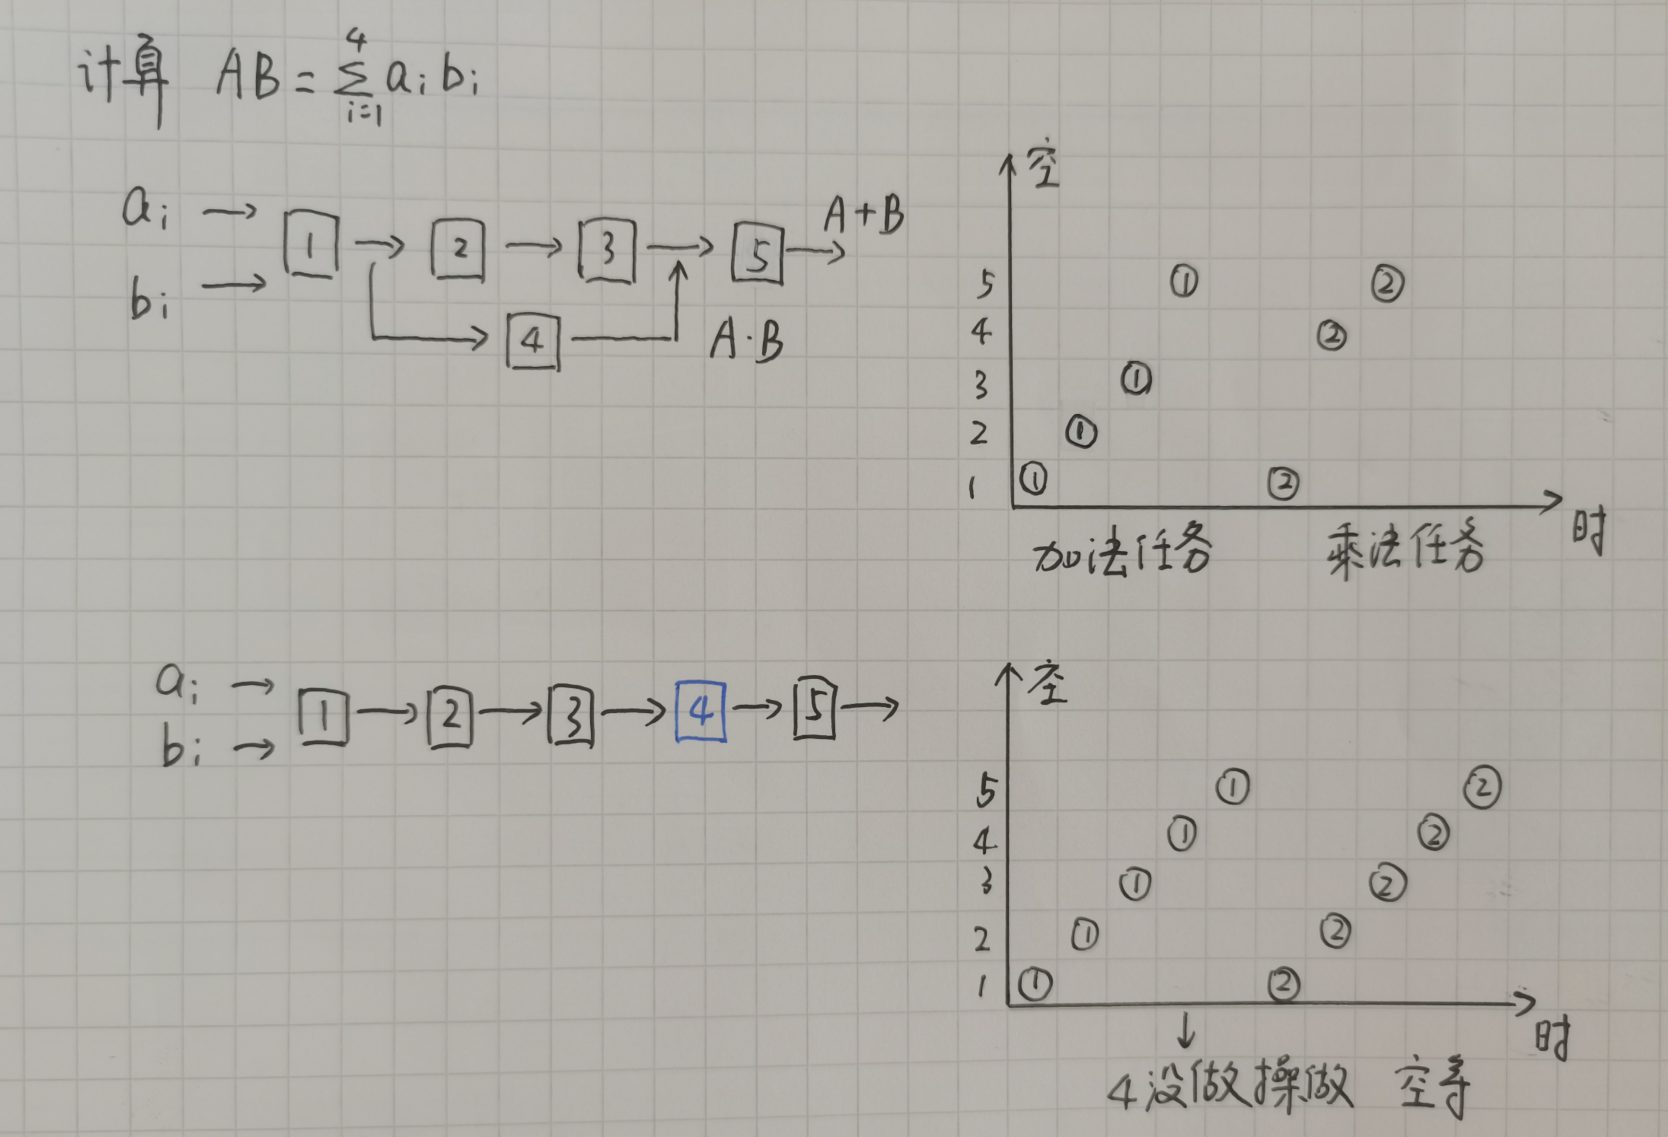 计算 AB = ∑_{i=1}^{4} a_i b_i
a_i → 1 → 2 → 3 → 5 → A+B
b_i → 4 A·B
空
5 ① ②
4 ②
3 ①
2 ①
1 ① ②
时
加法任务 乘法任务
a_i → 1 → 2 → 3 → 4 → 5 →
b_i →
空
5 ① ②
4 ① ②
3 ① ②
2 ① ②
1 ① ②
时
↓
4没做操做 空等